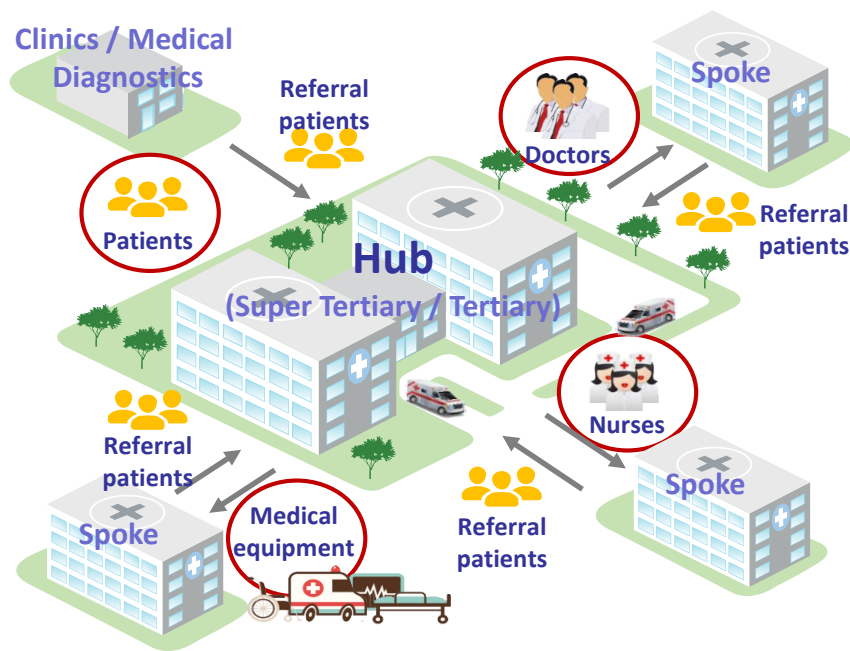 Clinics / Medical
Diagnostics
Referral
patients
Patients
Doctors
Spoke
Referral
patients
Hub
(Super Tertiary / Tertiary)
Nurses
Referral
patients
Spoke
Medical
equipment
Referral
patients
Spoke